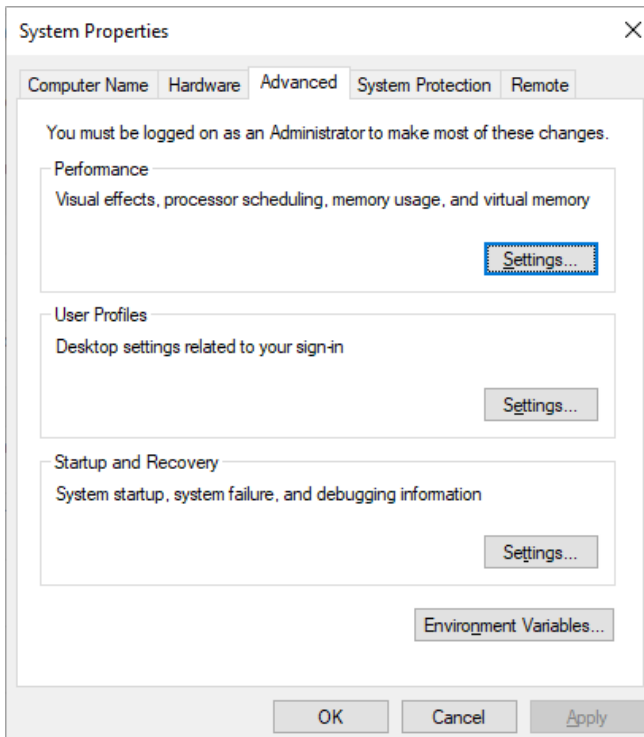 System Properties
Computer Name Hardware Advanced System Protection Remote
You must be logged on as an Administrator to make most of these changes.
Performance
Visual effects, processor scheduling, memory usage, and virtual memory
Settings...
User Profiles
Desktop settings related to your sign-in
Settings...
Startup and Recovery
System startup, system failure, and debugging information
Settings...
Environment Variables...
OK Cancel Apply